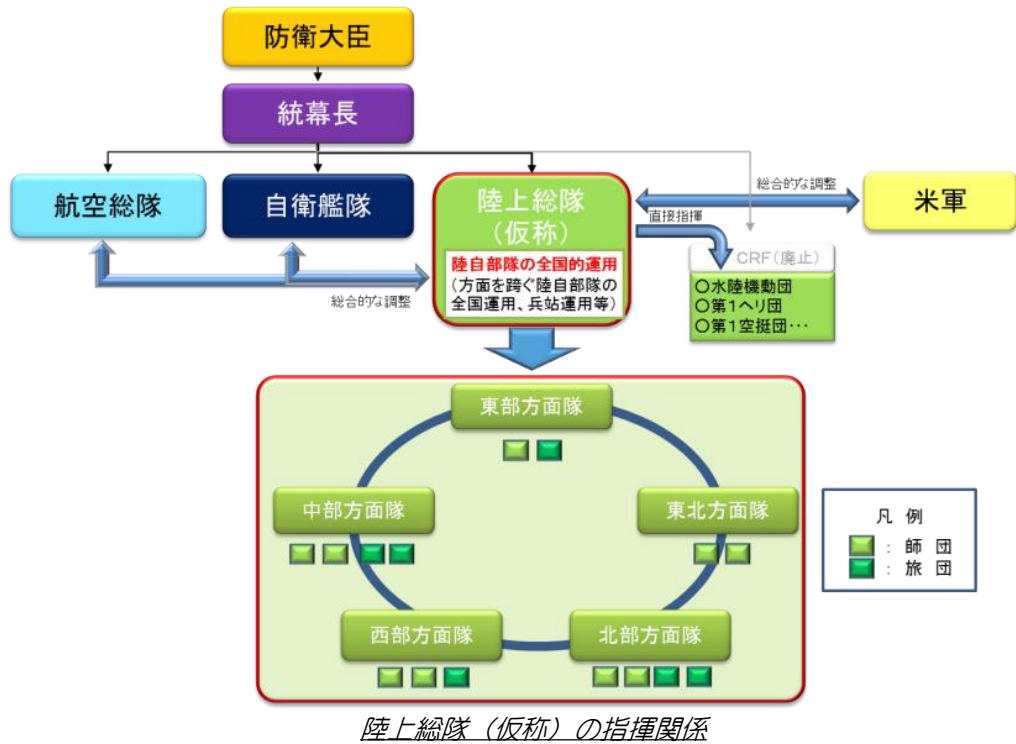 防衛大臣
統幕長
航空総隊
自衛艦隊
陸上総隊
(仮称)
陸自部隊の全国的運用
(方面を跨ぐ陸自部隊の
全国運用、兵站運用等)
総合的な調整
米軍
直接指揮
CRF(廃止)
〇水陸機動団
〇第1ヘリ団
〇第1空挺団…
総合的な調整
東部方面隊
中部方面隊
東北方面隊
西部方面隊
北部方面隊
凡 例
: 師 団
: 旅 団
陸上総隊(仮称)の指揮関係